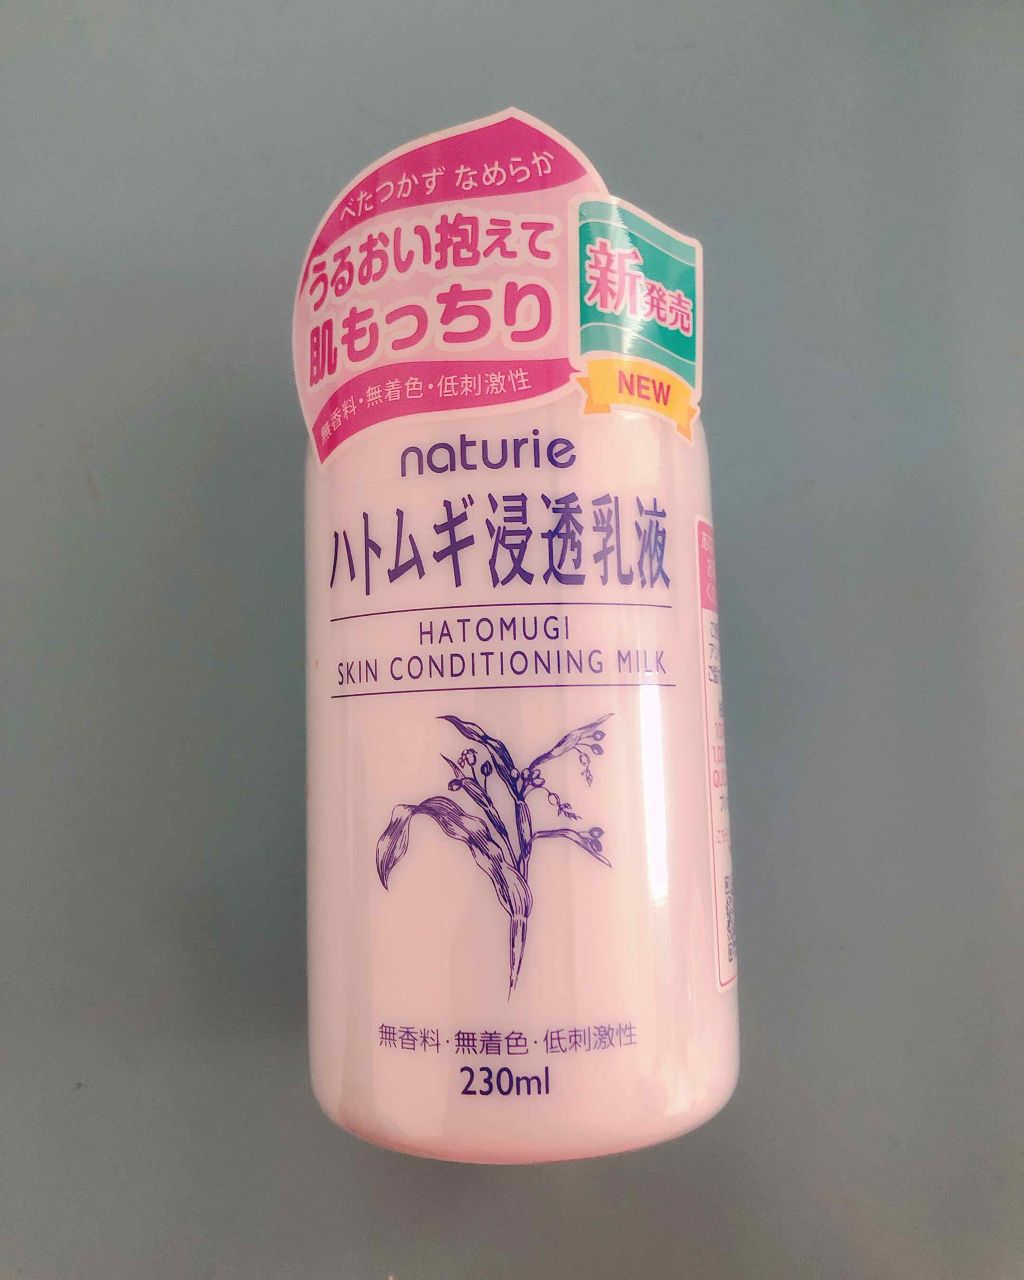 べたつかず なめらか
うるおい抱えて
肌もっちり
無香料・無着色・低刺激性
新発売
NEW
naturie
ハトムギ浸透乳液
HATOMUGI
SKIN CONDITIONING MILK
無香料・無着色・低刺激性
230ml